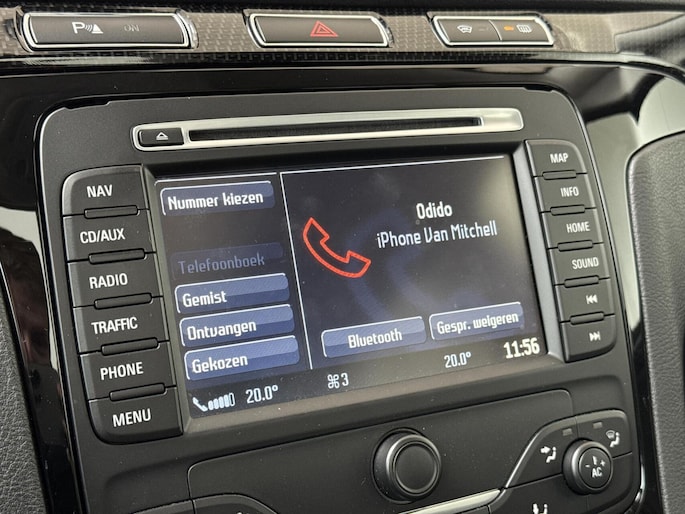 P
NAV
CD/AUX
RADIO
TRAFFIC
PHONE
MENU
Nummer kiezen
Telefoonboek
Gemist
Ontvangen
Gekozen
Odido
iPhone Van Mitchell
Bluetooth
Gespr. weigeren
20.0°
3
20.0°
11:56
MAP
INFO
HOME
SOUND
AC